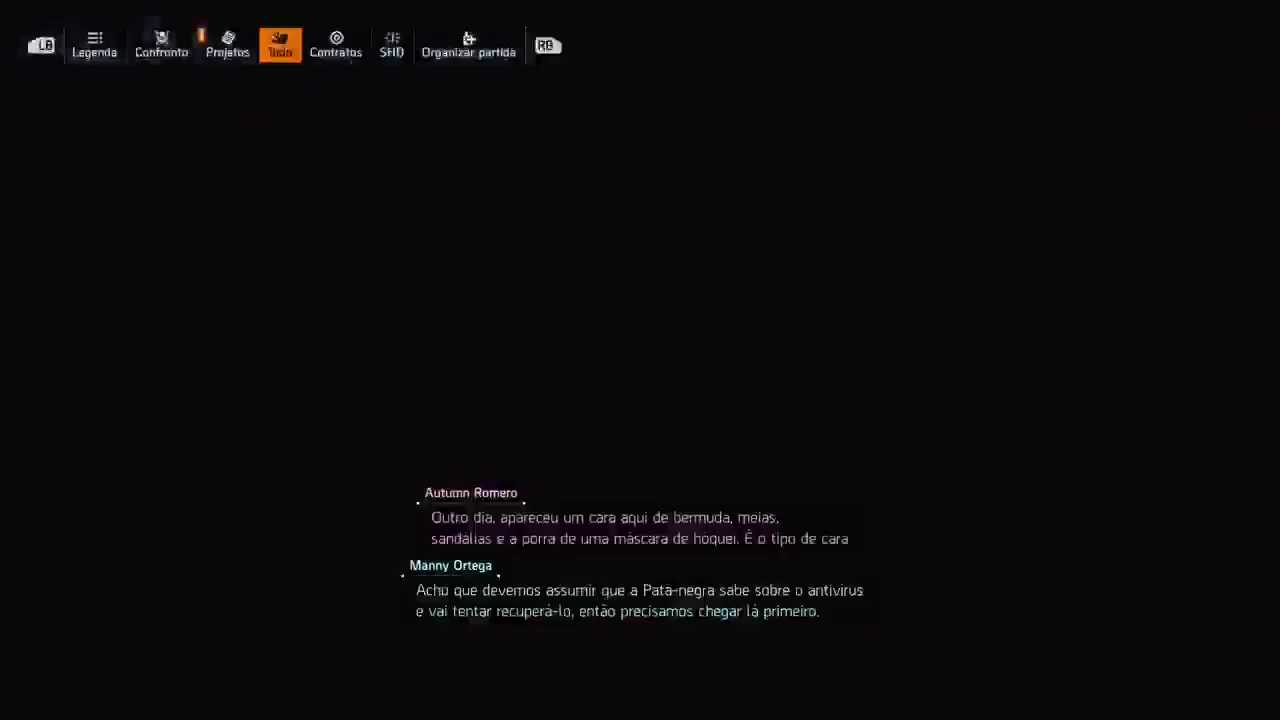 LB
Legenda
Confronto
Projetos
Tudo
Contratos
SHD
Organizar partida
RB
Autumn Romero
Outro dia, apareceu um cara aqui de bermuda, meias,
sandálias e a porra de uma máscara de hóquei. É o tipo de cara
Manny Ortega
Acho que devemos assumir que a Pata-negra sabe sobre o antivírus
e vai tentar recuperá-lo, então precisamos chegar lá primeiro.